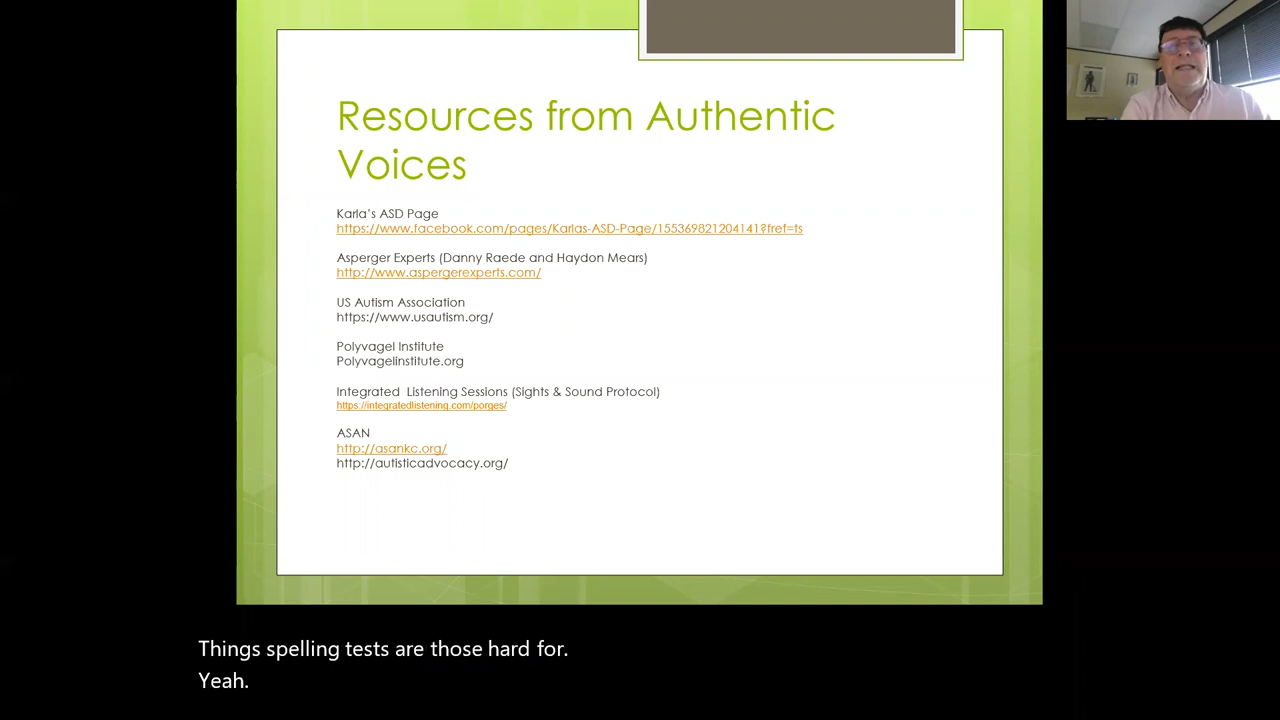 Resources from Authentic
Voices
Karla's ASD Page
https://www.facebook.com/pages/Karlas-ASD-Page/155369821204141?fref=ts
Asperger Experts (Danny Raede and Haydon Mears)
http://www.aspergerexperts.com/
US Autism Association
https://www.usautism.org/
Polyvagel Institute
Polyvagelinstitute.org
Integrated  Listening Sessions (Sights & Sound Protocol)
https://integratedlistening.com/porges/
ASAN
http://asankc.org/
http://autisticadvocacy.org/
Things spelling tests are those hard for.
Yeah.